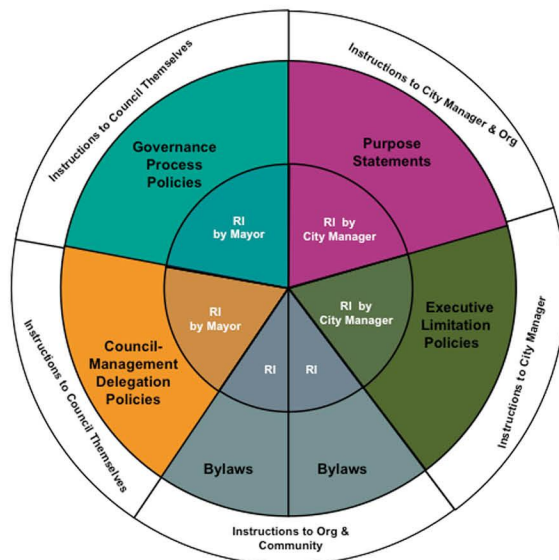 Instructions to Council Themselves
Instructions to City Manager & Org
Governance
Process
Policies
Purpose
Statements
RI
by Mayor
RI by
City Manager
RI
by Mayor
RI by
City Manager
Executive
Limitation
Policies
Council-
Management
Delegation
Policies
RI
RI
Bylaws
Bylaws
Instructions to Council Themselves
Instructions to City Manager
Instructions to Org &
Community